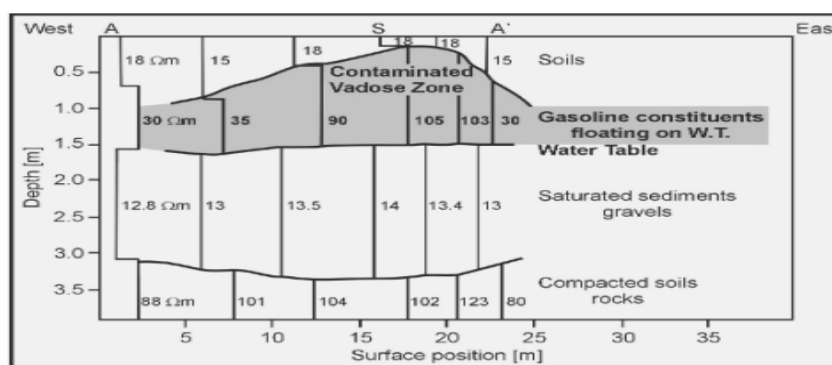 West A S A' East
18
18 Ωm 15 18 18 15 Soils
0.5
Contaminated
Vadose Zone
1.0
30 Ωm 35 90 105 103 30 Gasoline constituents
floating on W.T.
1.5
Water Table
2.0
Depth [m]
12.8 Ωm 13 13.5 14 13.4 13 Saturated sediments
gravels
2.5
3.0
Compacted soils
rocks
3.5
88 Ωm 101 104 102 123 80
5 10 15 20 25 30 35
Surface position [m]